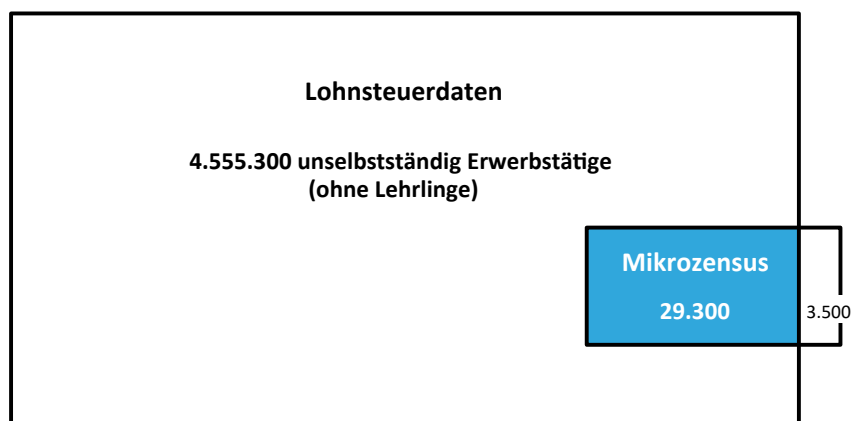 Lohnsteuerdaten
4.555.300 unselbstständig Erwerbstätige
(ohne Lehrlinge)
Mikrozensus
29.300
3.500